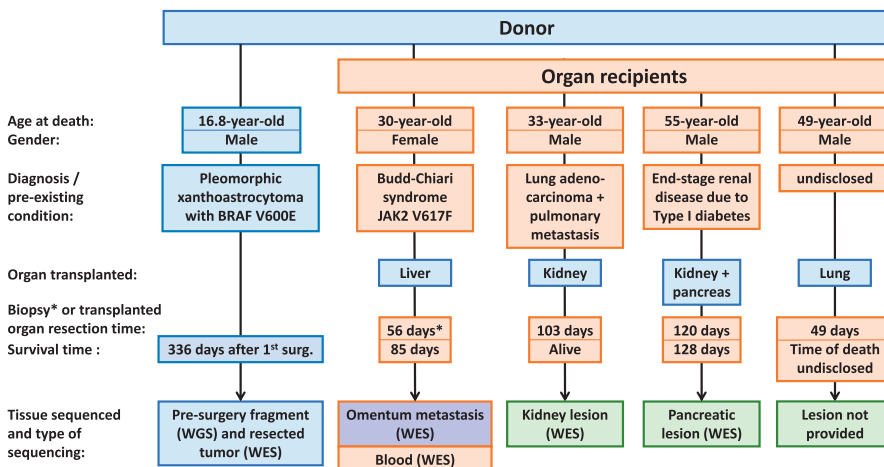 Donor
Organ recipients
Age at death:
Gender:
16.8-year-old
Male
30-year-old
Female
33-year-old
Male
55-year-old
Male
49-year-old
Male
Diagnosis /
pre-existing
condition:
Pleomorphic
xanthoastrocytoma
with BRAF V600E
Budd-Chiari
syndrome
JAK2 V617F
Lung adeno-
carcinoma +
pulmonary
metastasis
End-stage renal
disease due to
Type I diabetes
undisclosed
Organ transplanted:
Liver
Kidney
Kidney +
pancreas
Lung
Biopsy* or transplanted
organ resection time:
Survival time :
336 days after 1st surg.
56 days*
85 days
103 days
Alive
120 days
128 days
49 days
Time of death
undisclosed
Tissue sequenced
and type of
sequencing:
Pre-surgery fragment
(WGS) and resected
tumor (WES)
Omentum metastasis
(WES)
Blood (WES)
Kidney lesion
(WES)
Pancreatic
lesion (WES)
Lesion not
provided